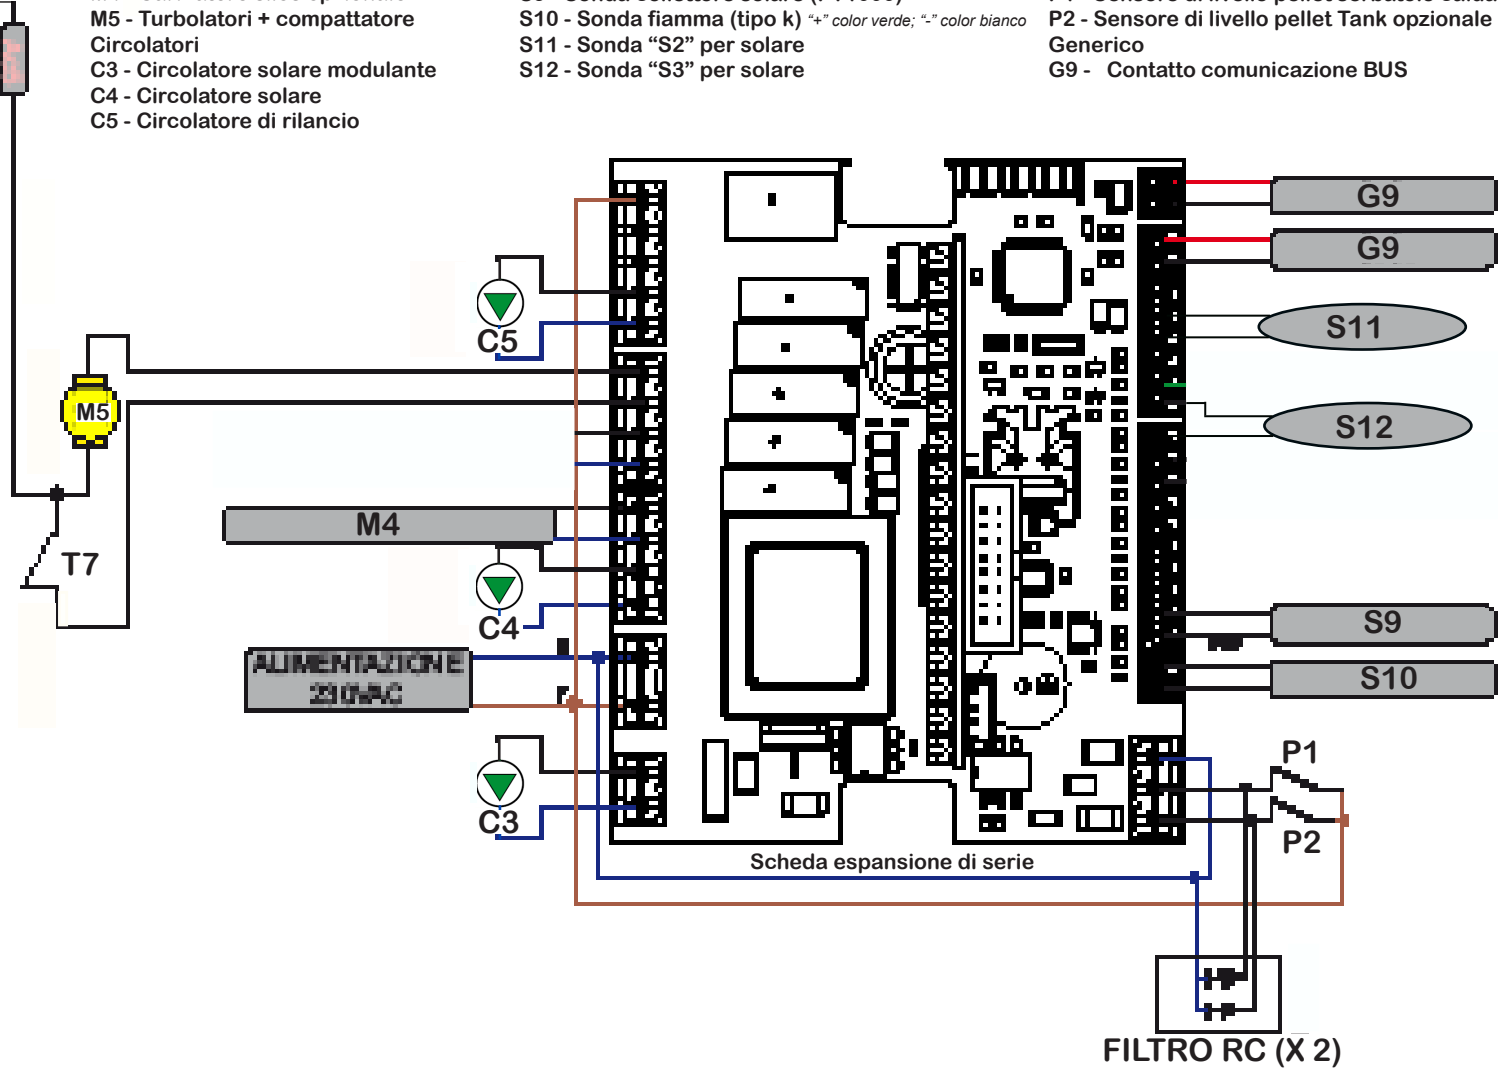 M5 - Turbolatori + compattatore
Circolatori
C3 - Circolatore solare modulante
C4 - Circolatore solare
C5 - Circolatore di rilancio
S10 - Sonda fiamma (tipo k) "+" color verde; "-" color bianco
S11 - Sonda “S2” per solare
S12 - Sonda “S3” per solare
P2 - Sensore di livello pellet Tank opzionale
Generico
G9 - Contatto comunicazione BUS
G9
G9
C5
S11
M5
S12
M4
T7
C4
S9
ALIMENTAZIONE
230VAC
S10
P1
C3
P2
Scheda espansione di serie
FILTRO RC (X 2)